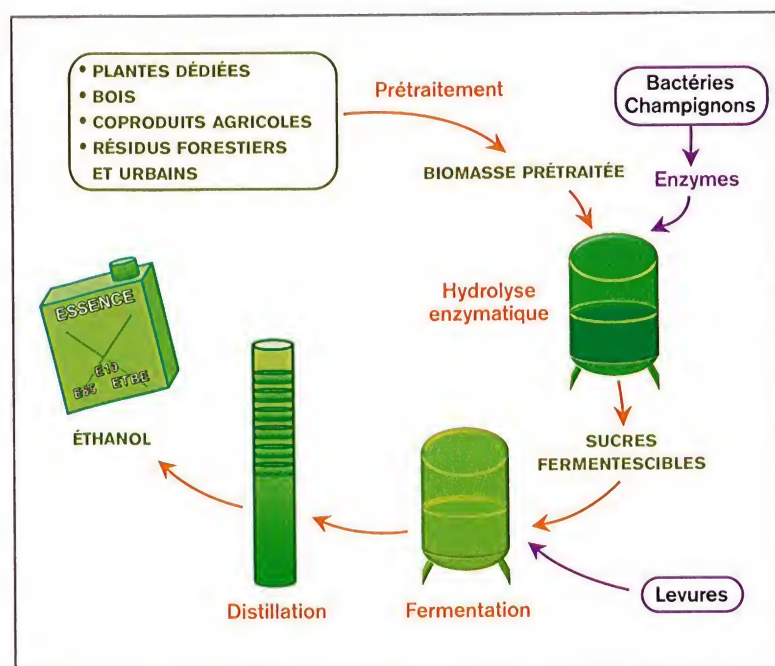 • PLANTES DÉDIÉES
• BOIS
• COPRODUITS AGRICOLES
• RÉSIDUS FORESTIERS
ET URBAINS
Prétraitement
Bactéries
Champignons
BIOMASSE PRÉTRAITÉE
Enzymes
Hydrolyse
enzymatique
SUCRES
FERMENTESCIBLES
Levures
Fermentation
Distillation
ÉTHANOL
ESSENCE
E10
E85 ETBE